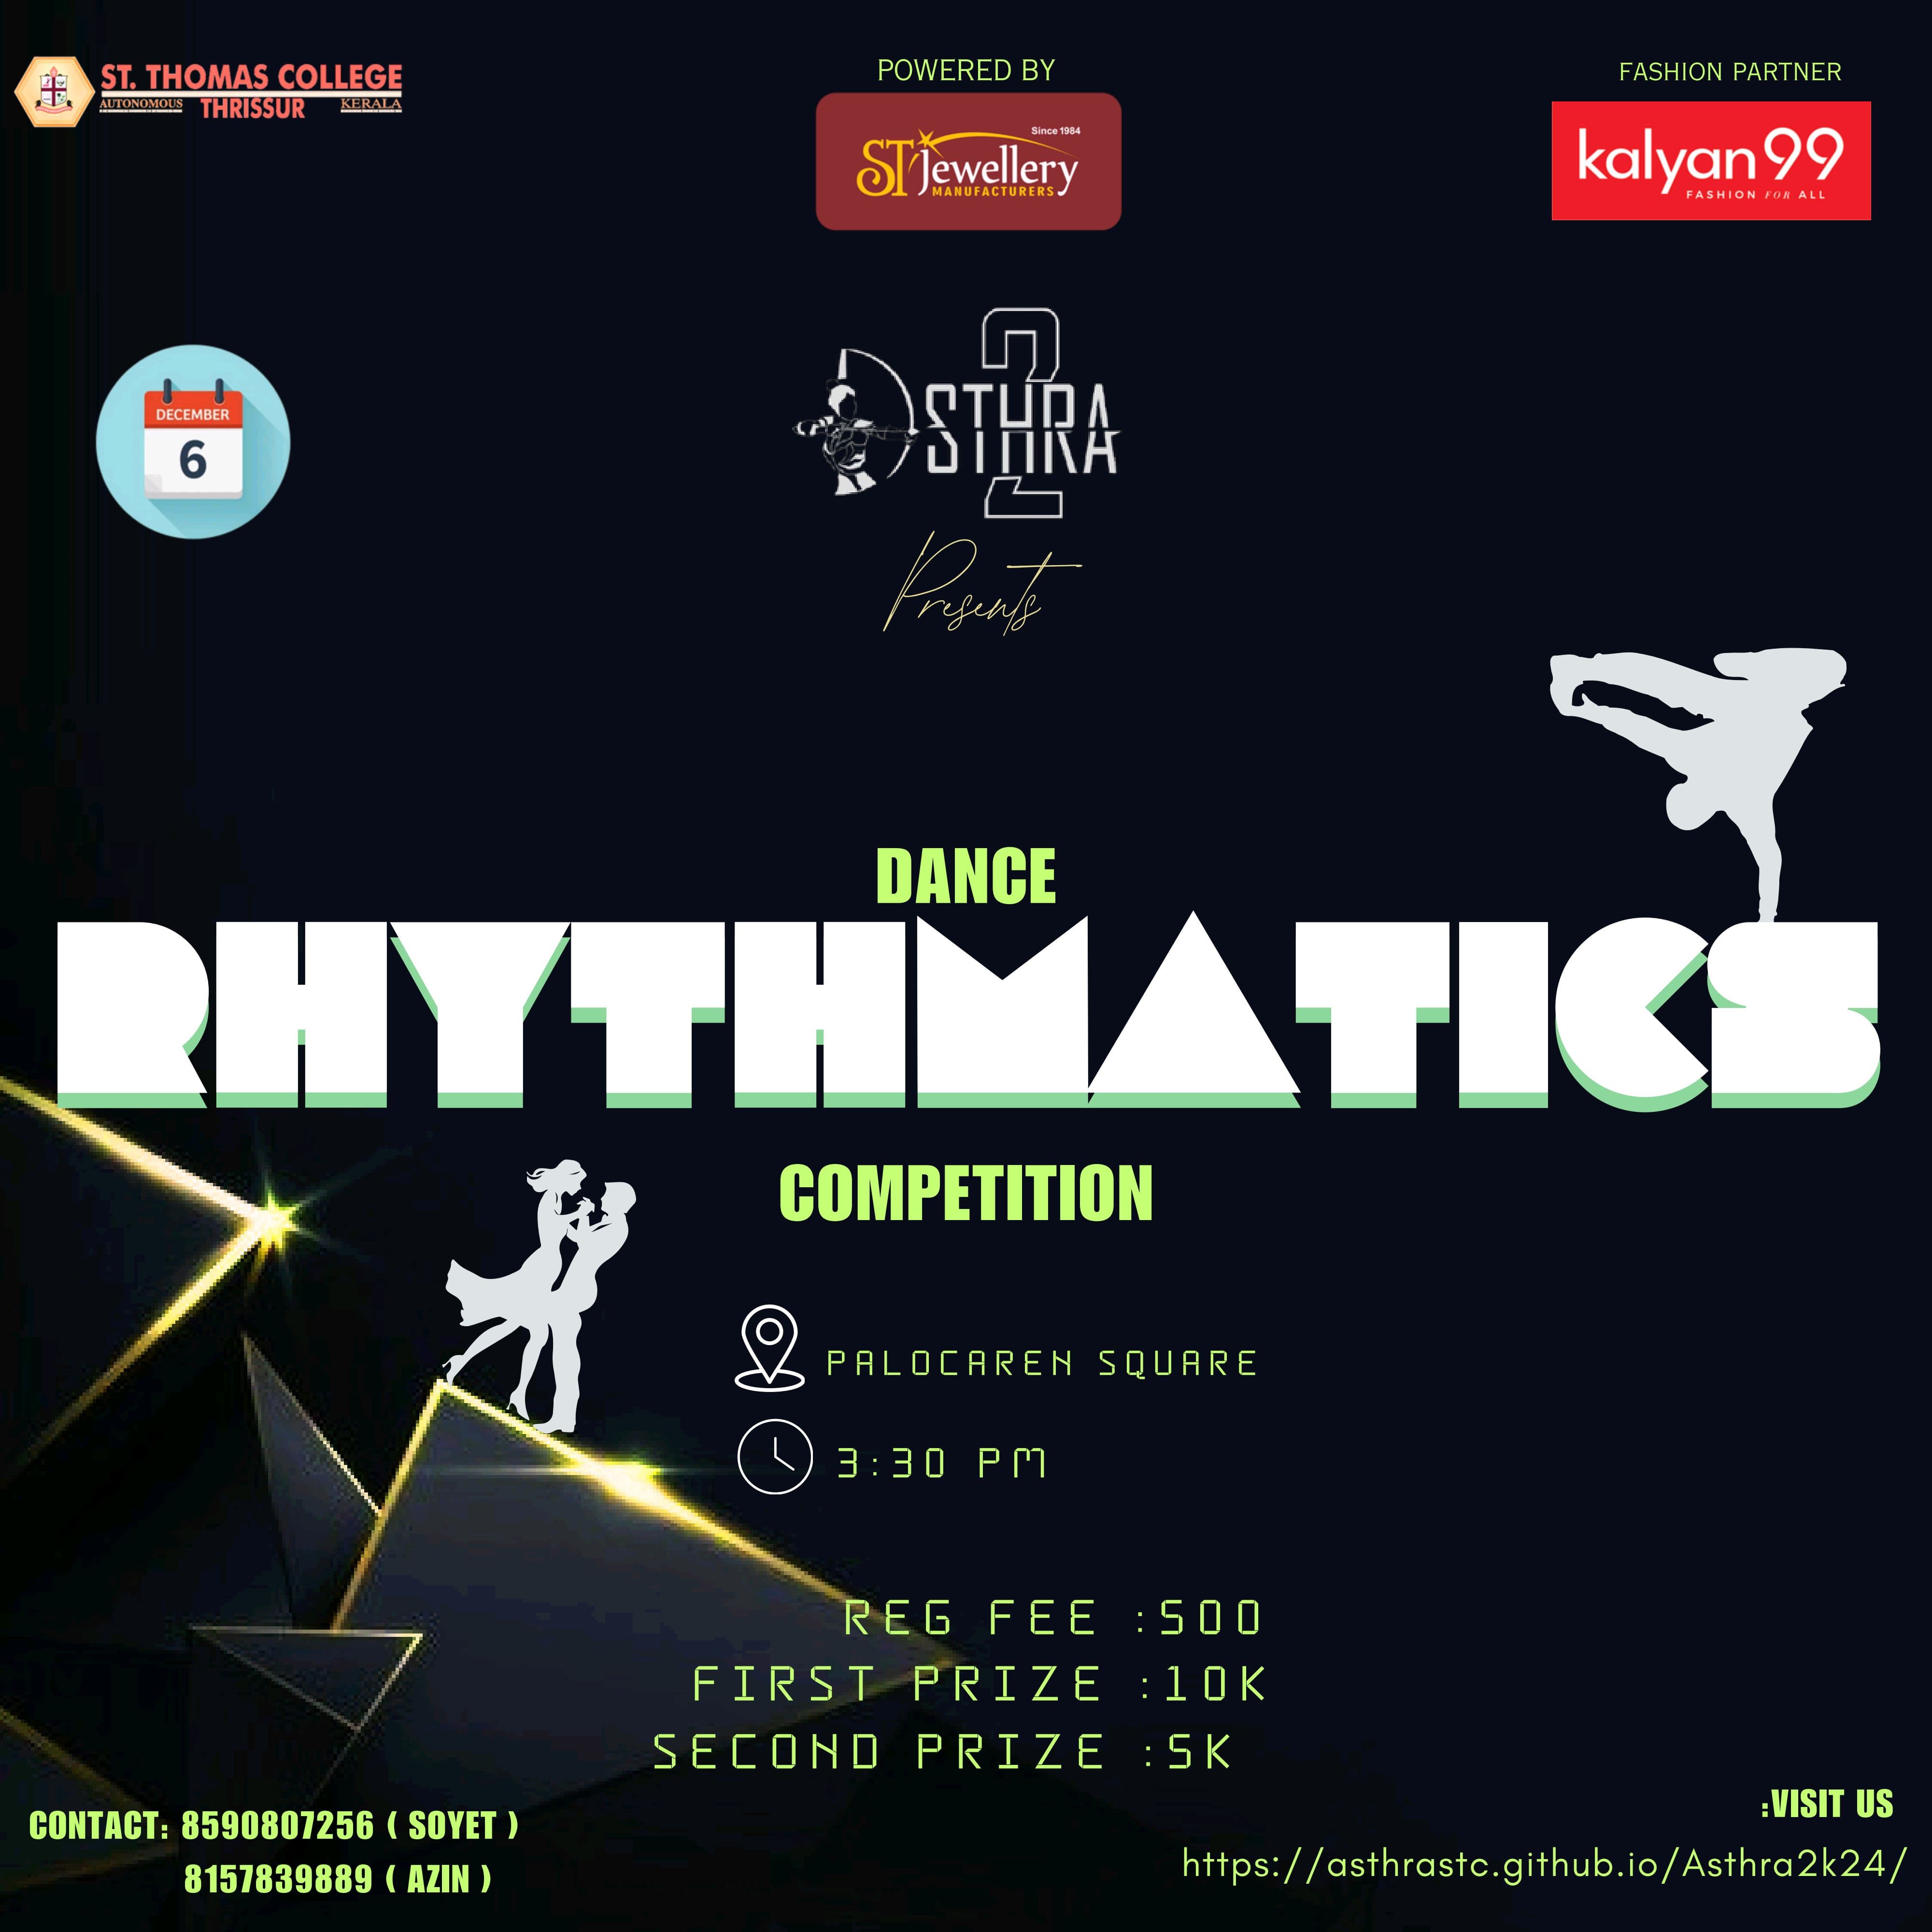 ST. THOMAS COLLEGE
AUTONOMOUS THRISSUR KERALA
POWERED BY
Since 1984
ST Jewellery
MANUFACTURERS
FASHION PARTNER
kalyan 99
FASHION FOR ALL
DECEMBER
6
2
STHRA
Presents
DANCE
RHYTHMATICS
COMPETITION
PALOCAREN SQUARE
3:30 PM
REG FEE :500
FIRST PRIZE :10K
SECOND PRIZE :5K
CONTACT: 8590807256 ( SOYET )
8157839889 ( AZIN )
:VISIT US
https://asthrastc.github.io/Asthra2k24/